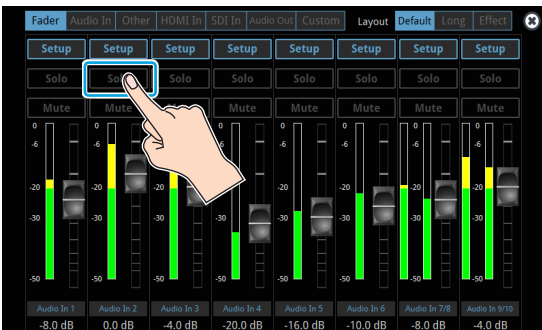 Fader Audio In Other HDMI In SDI In Audio Out Custom Layout Default Long Effect
Setup Setup Setup Setup Setup Setup Setup Setup
Solo Solo Solo Solo Solo Solo Solo
Mute Mute Mute Mute Mute Mute Mute
0 0 0 0 0 0 0
-6 -6 -6 -6 -6 -6
-20 -20 -20 -20 -20 -20 -20
-30 -30 -30 -30 -30 -30 -30
-50 -50 -50 -50 -50 -50 -50 -50
Audio In 1 Audio In 2 Audio In 3 Audio In 4 Audio In 5 Audio In 6 Audio In 7/8 Audio In 9/10
-8.0 dB 0.0 dB -4.0 dB -20.0 dB -16.0 dB -10.0 dB -8.0 dB -4.0 dB